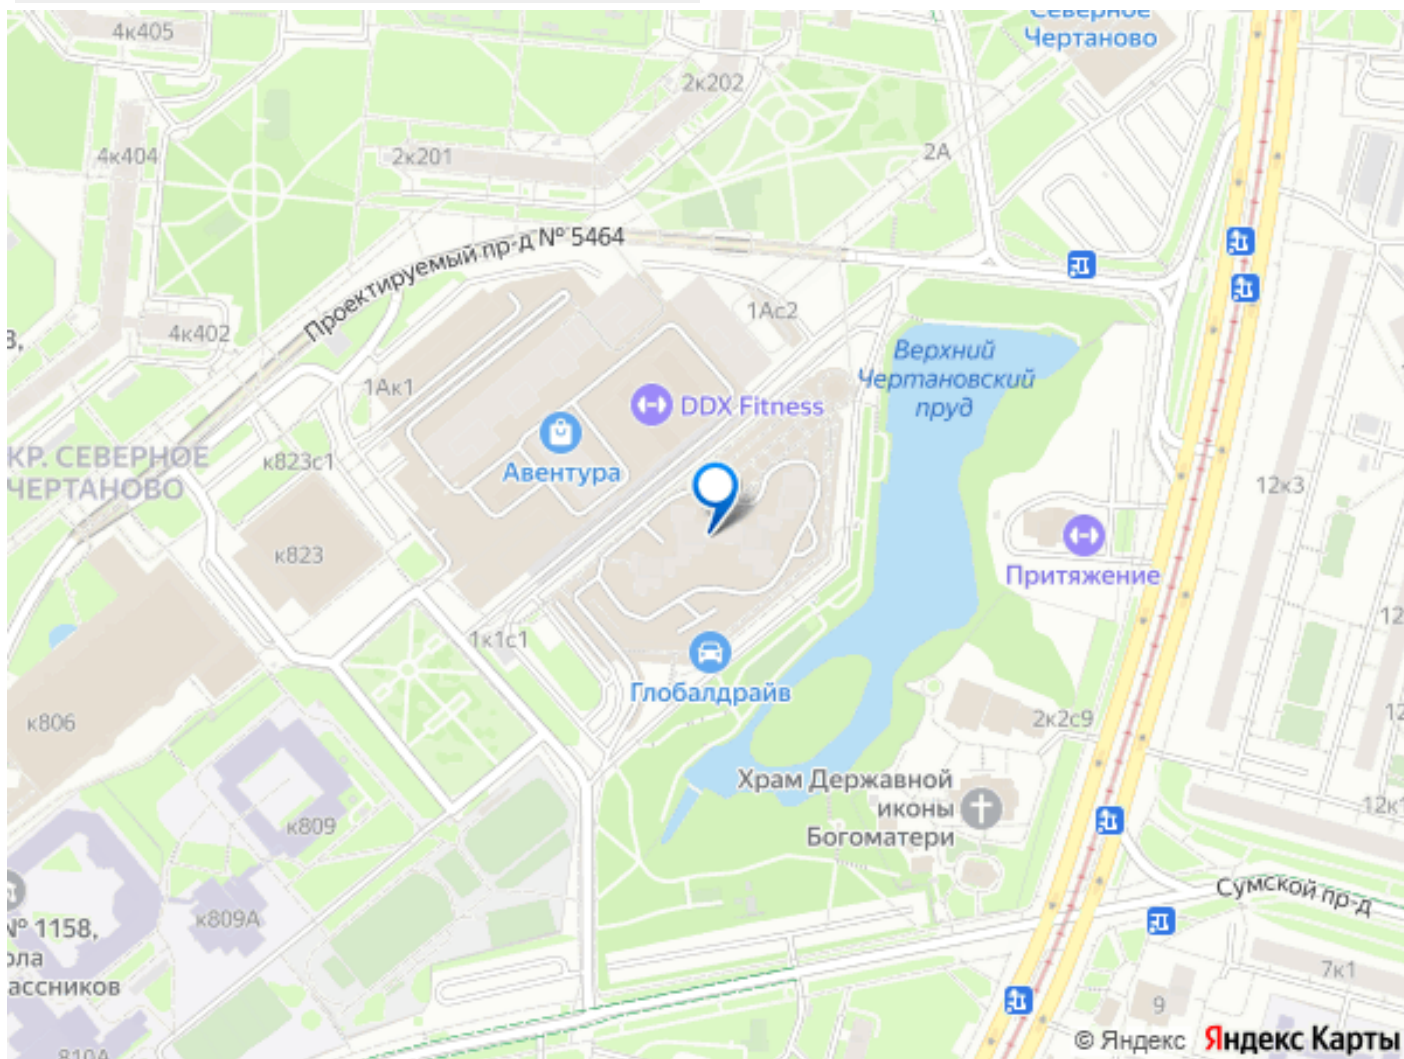 4к405
Северное
Чертаново
2к202
4к404
2к201
2А
Проектируемый пр-д № 5464
4к402
1Ас2
Верхний
Чертановский
пруд
1Ак1
DDX Fitness
Авентура
КР. СЕВЕРНОЕ
ЧЕРТАНОВО
к823с1
12к3
к823
Притяжение
1к1с1
Глобалдрайв
к806
2к2с9
Храм Державной
иконы
Богоматери
к809
12к1
Сумской пр-д
к809А
№ 1158,
ола
ассников
7к1
9
810А
© Яндекс Яндекс Карты